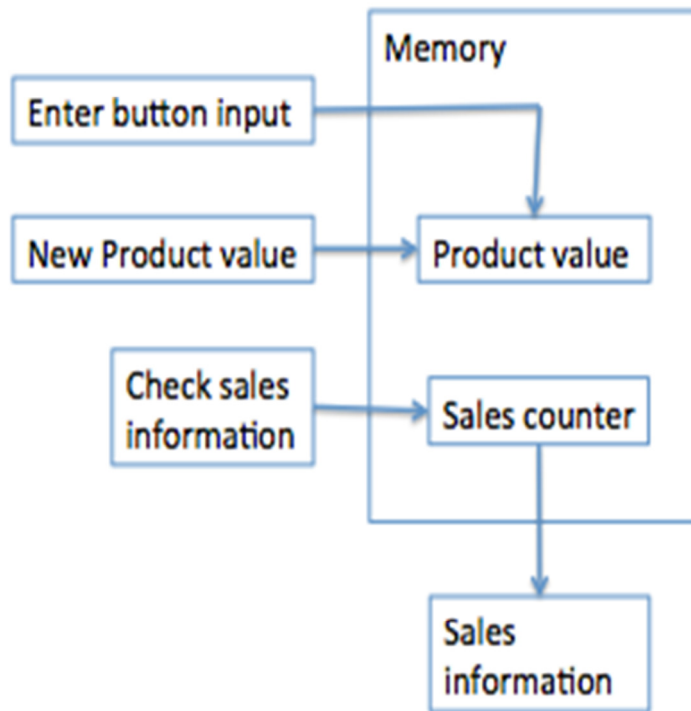 Memory
Enter button input
New Product value
Product value
Check sales
information
Sales counter
Sales
information